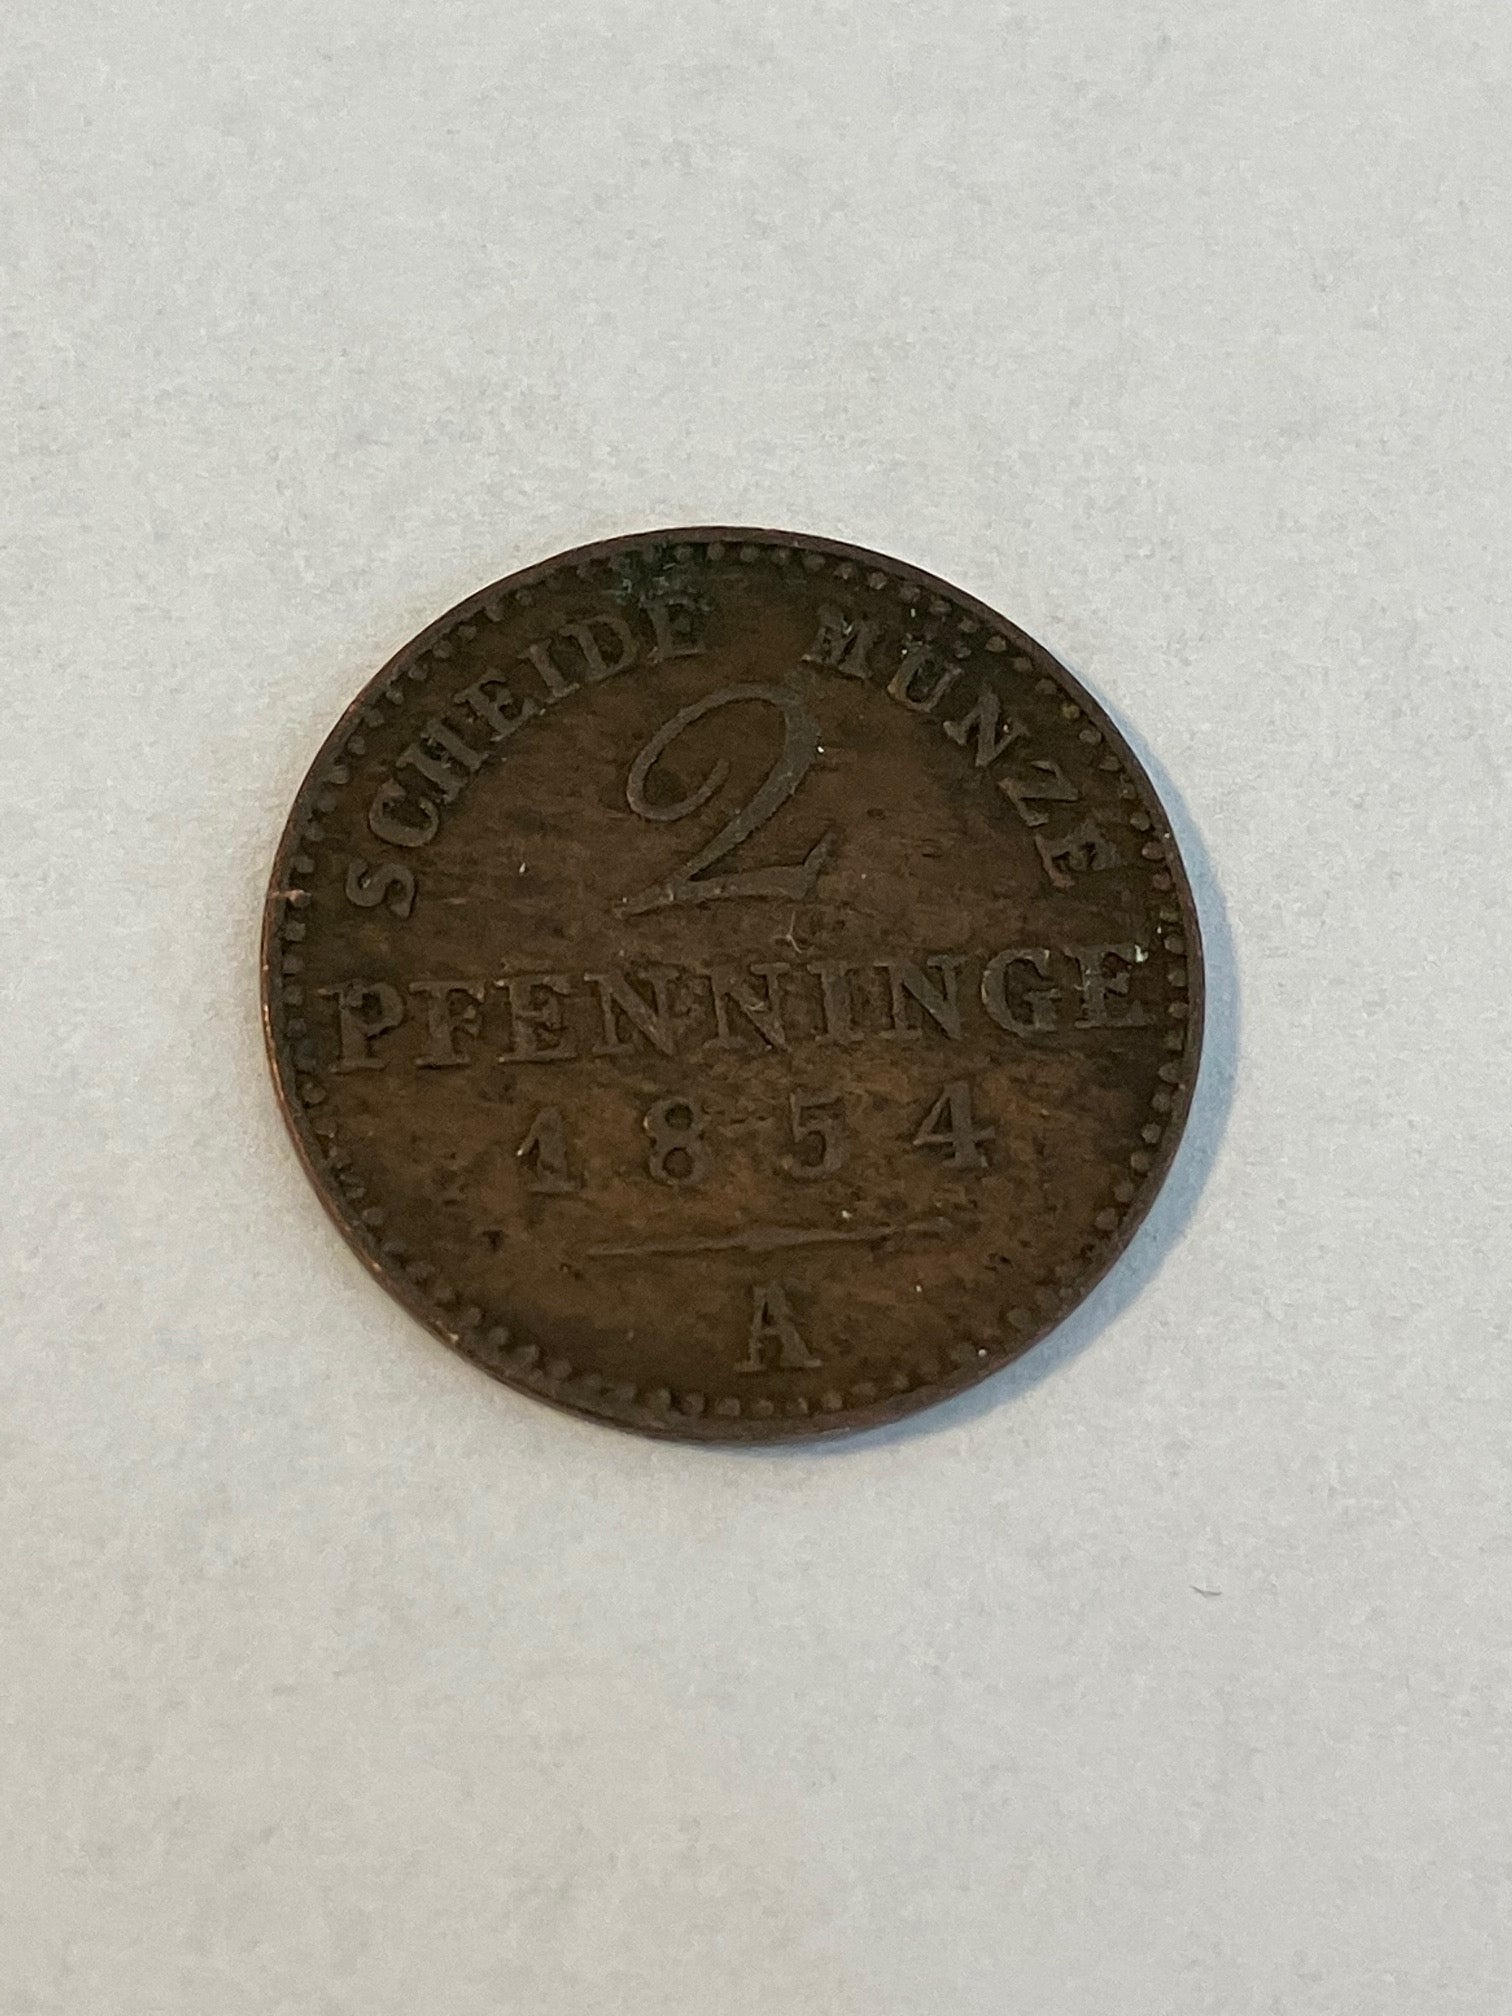 SCHEIDE MÜNZE
2
PFENNINGE
1854
A